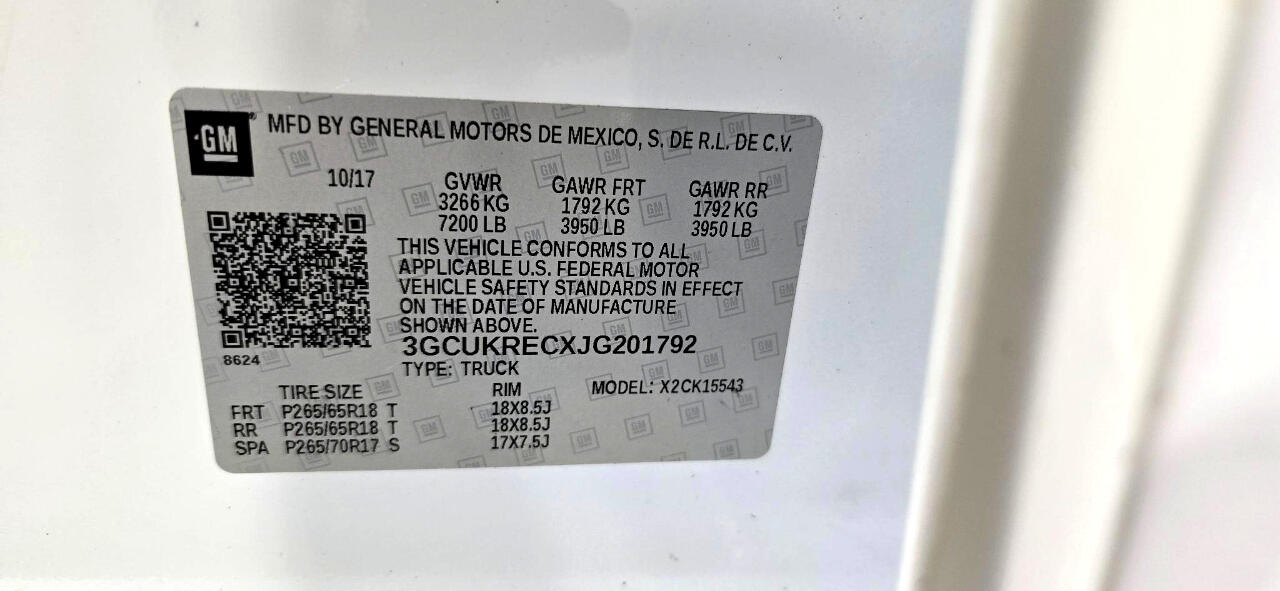 GM MFD BY GENERAL MOTORS DE MEXICO, S. DE R.L. DE C.V.
10/17 GVWR GAWR FRT GAWR RR
3266 KG 1792 KG 1792 KG
7200 LB 3950 LB 3950 LB
THIS VEHICLE CONFORMS TO ALL
APPLICABLE U.S. FEDERAL MOTOR
VEHICLE SAFETY STANDARDS IN EFFECT
ON THE DATE OF MANUFACTURE
SHOWN ABOVE.
3GCUKRECXJG201792
8624
TYPE: TRUCK
TIRE SIZE RIM MODEL: X2CK15543
FRT P265/65R18 T 18X8.5J
RR P265/65R18 T 18X8.5J
SPA P265/70R17 S 17X7.5J